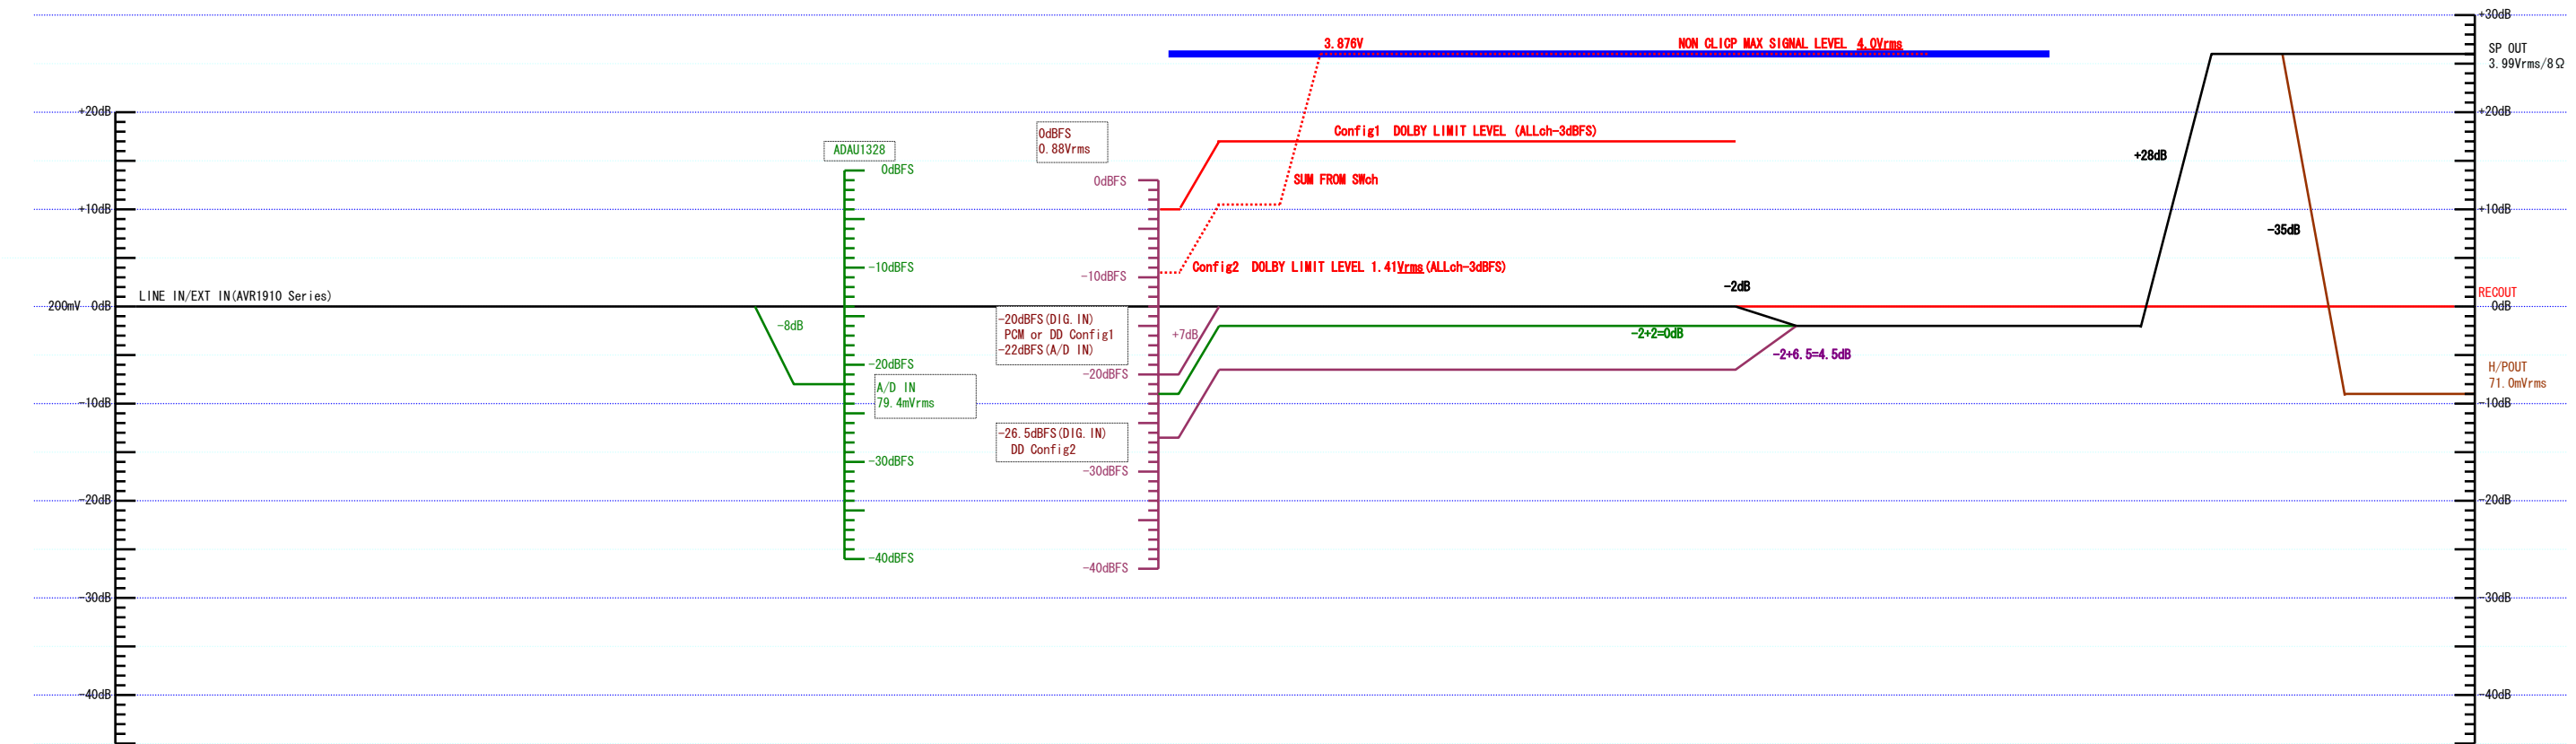 +30dB
3.876V
NON CLICP MAX SIGNAL LEVEL 4.0Vrms
SP OUT
3.99Vrms/8Ω
+20dB
+20dB
0dBFS
0.88Vrms
Config1 DOLBY LIMIT LEVEL (ALLch-3dBFS)
ADAU1328
+28dB
0dBFS
0dBFS
SUM FROM SWch
+10dB
+10dB
-35dB
-10dBFS
-10dBFS
Config2 DOLBY LIMIT LEVEL 1.41Vrms(ALLch-3dBFS)
-2dB
LINE IN/EXT IN(AVR1910 Series)
RECOUT
200mV 0dB
0dB
-8dB
-20dBFS(DIG.IN)
PCM or DD Config1
-22dBFS(A/D IN)
+7dB
-2+2=0dB
-2+6.5=4.5dB
-20dBFS
-20dBFS
H/POUT
71.0mVrms
A/D IN
79.4mVrms
-10dB
-10dB
-26.5dBFS(DIG.IN)
DD Config2
-30dBFS
-30dBFS
-20dB
-20dB
-40dBFS
-40dBFS
-30dB
-30dB
-40dB
-40dB